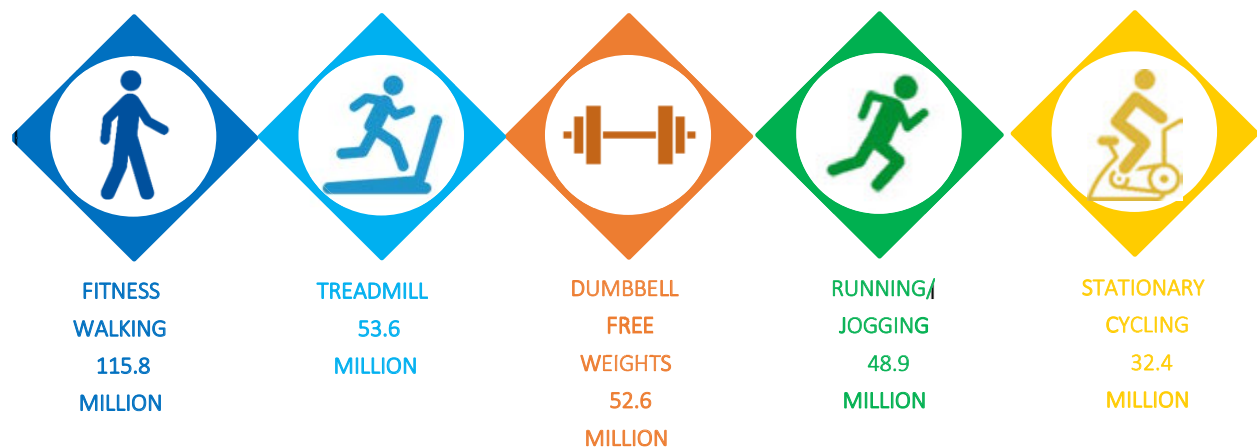 FITNESS
WALKING
115.8
MILLION
TREADMILL
53.6
MILLION
DUMBBELL
FREE
WEIGHTS
52.6
MILLION
RUNNING/
JOGGING
48.9
MILLION
STATIONARY
CYCLING
32.4
MILLION